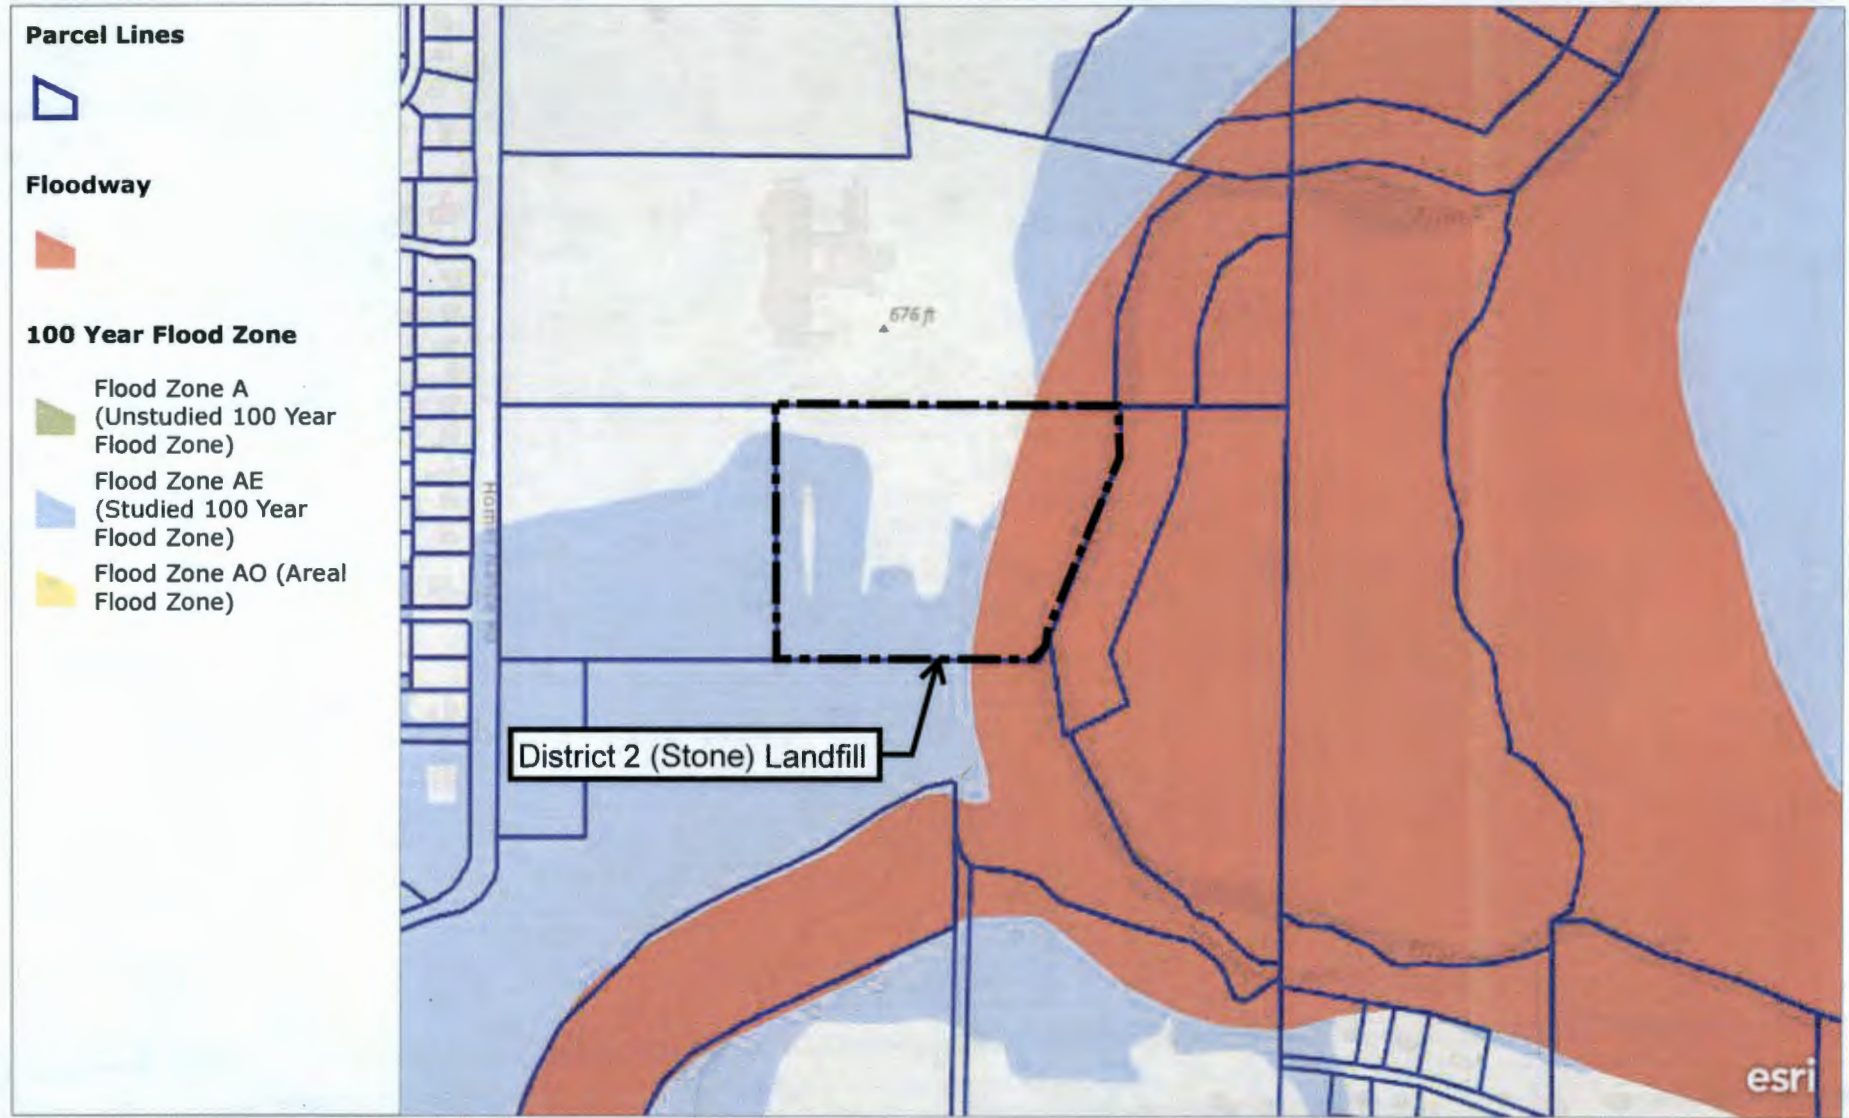 Parcel Lines
Floodway
100 Year Flood Zone
Flood Zone A
(Unstudied 100 Year
Flood Zone)
Flood Zone AE
(Studied 100 Year
Flood Zone)
Flood Zone AO (Areal
Flood Zone)
676 ft
District 2 (Stone) Landfill
esri